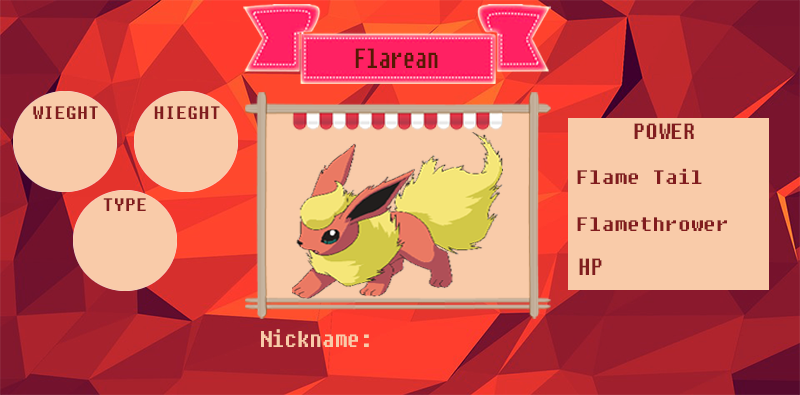 Flarean
WIEGHT
HIEGHT
TYPE
POWER
Flame Tail
Flamethrower
HP
Nickname: